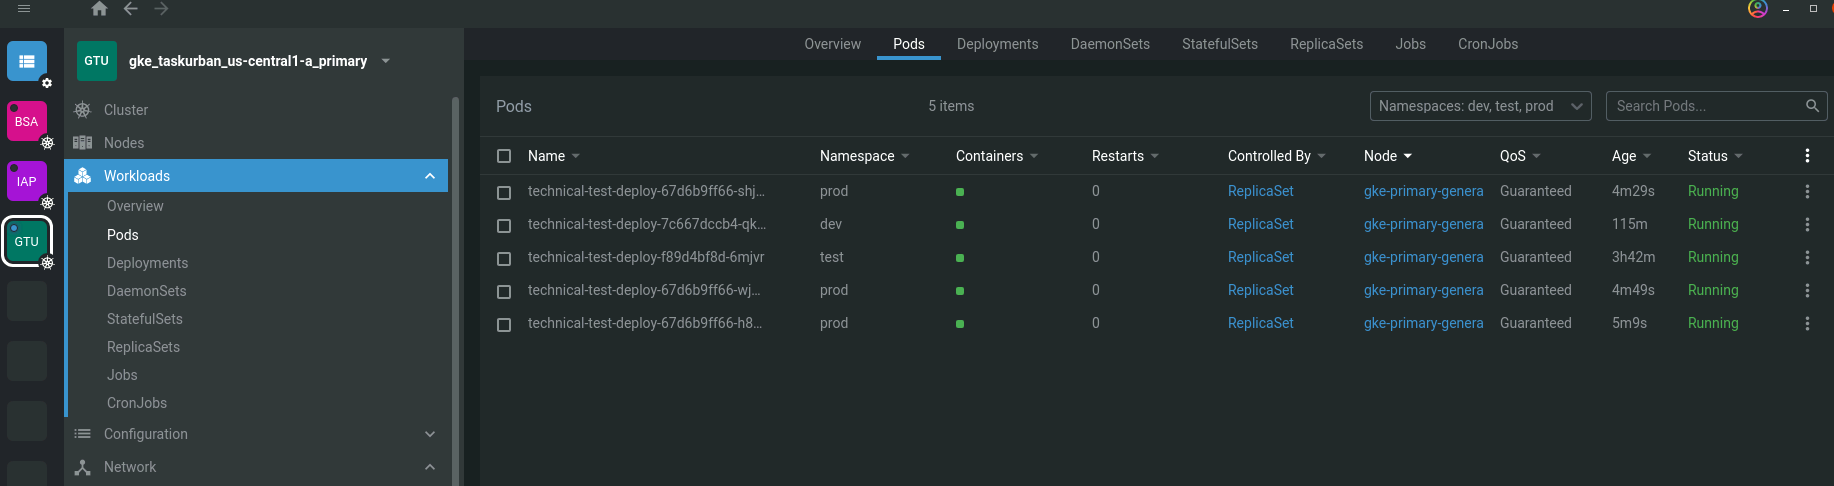 Overview Pods Deployments DaemonSets StatefulSets ReplicaSets Jobs CronJobs
GTU gke_taskurban_us-central1-a_primary
BSA
IAP
GTU
Cluster
Nodes
Workloads
Overview
Pods
Deployments
DaemonSets
StatefulSets
ReplicaSets
Jobs
CronJobs
Configuration
Network
Pods 5 items Namespaces: dev, test, prod Search Pods...
Name Namespace Containers Restarts Controlled By Node QoS Age Status
technical-test-deploy-67d6b9ff66-shj... prod 0 ReplicaSet gke-primary-genera Guaranteed 4m29s Running
technical-test-deploy-7c667dccb4-qk... dev 0 ReplicaSet gke-primary-genera Guaranteed 115m Running
technical-test-deploy-f89d4bf8d-6mjvr test 0 ReplicaSet gke-primary-genera Guaranteed 3h42m Running
technical-test-deploy-67d6b9ff66-wj... prod 0 ReplicaSet gke-primary-genera Guaranteed 4m49s Running
technical-test-deploy-67d6b9ff66-h8... prod 0 ReplicaSet gke-primary-genera Guaranteed 5m9s Running